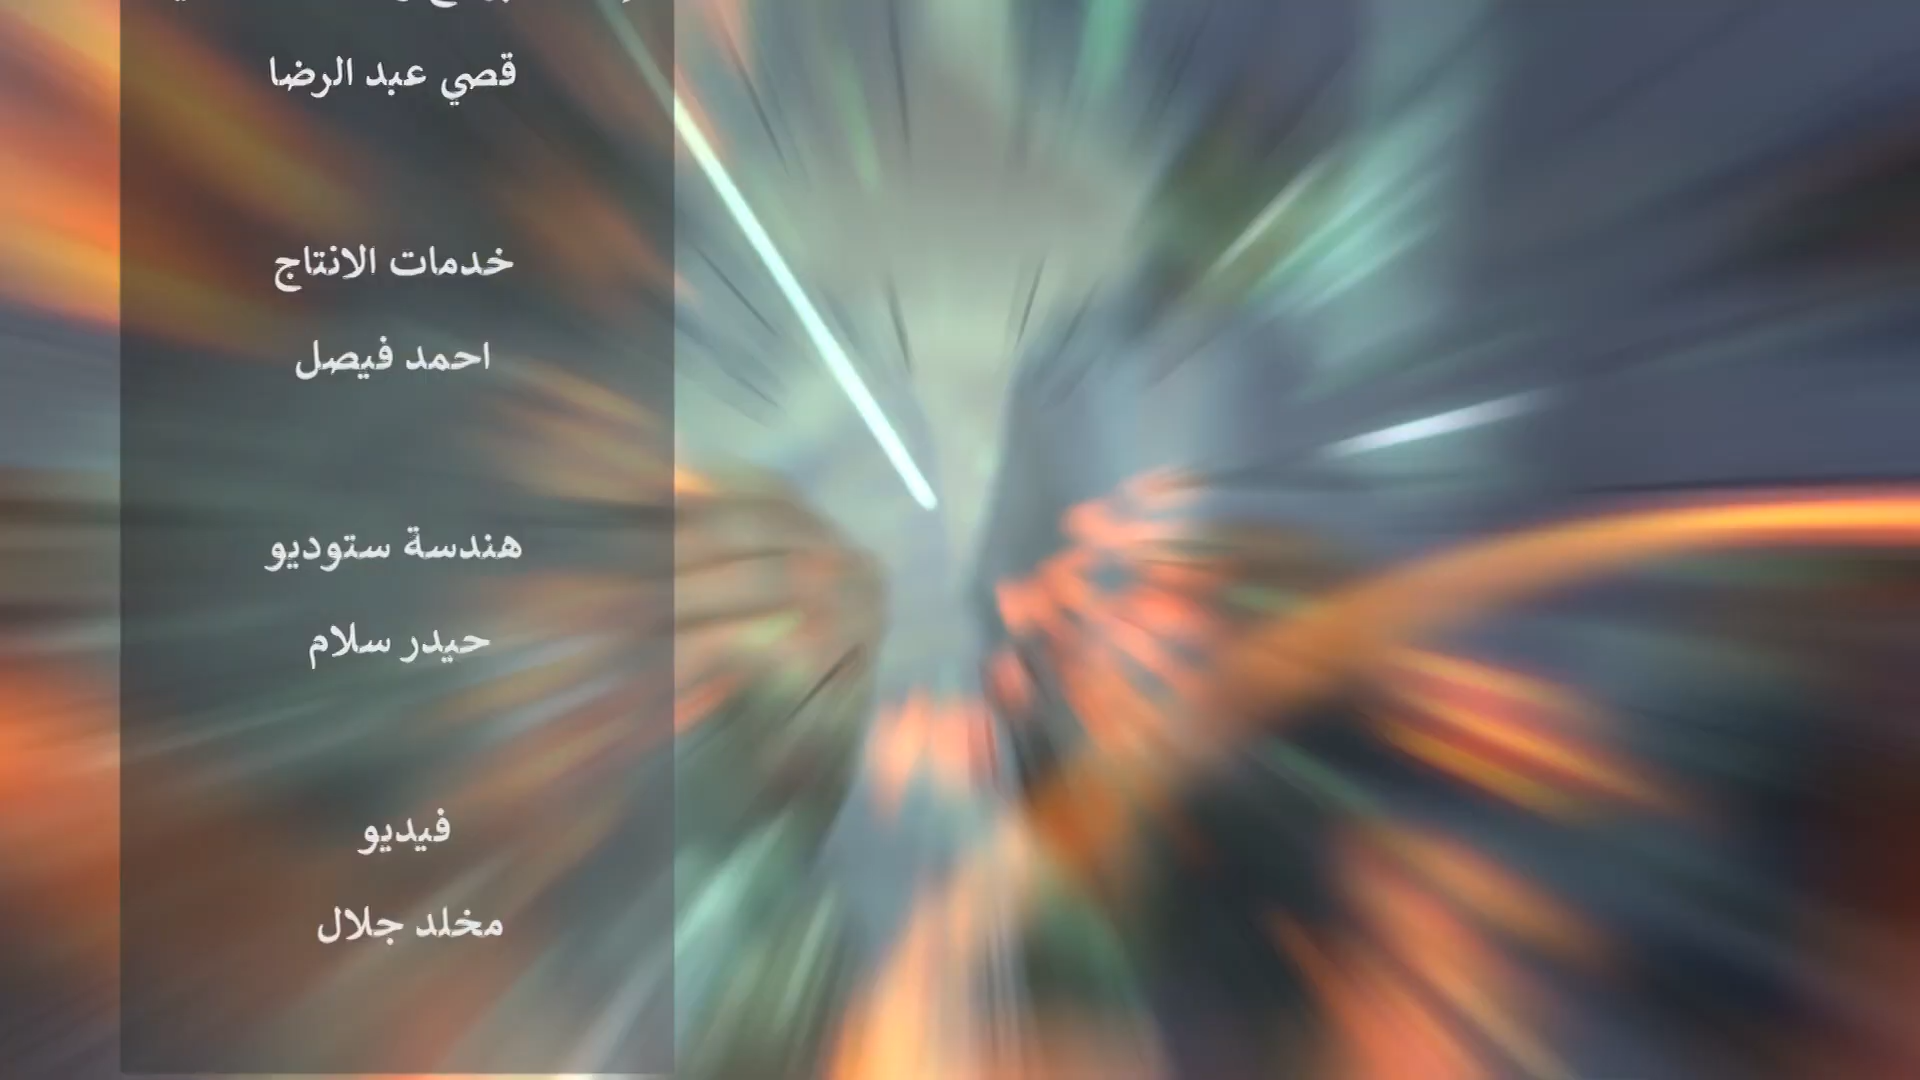 قصي عبد الرضا
خدمات الانتاج
احمد فيصل
هندسة ستوديو
حيدر سلام
فيديو
مخلد جلال